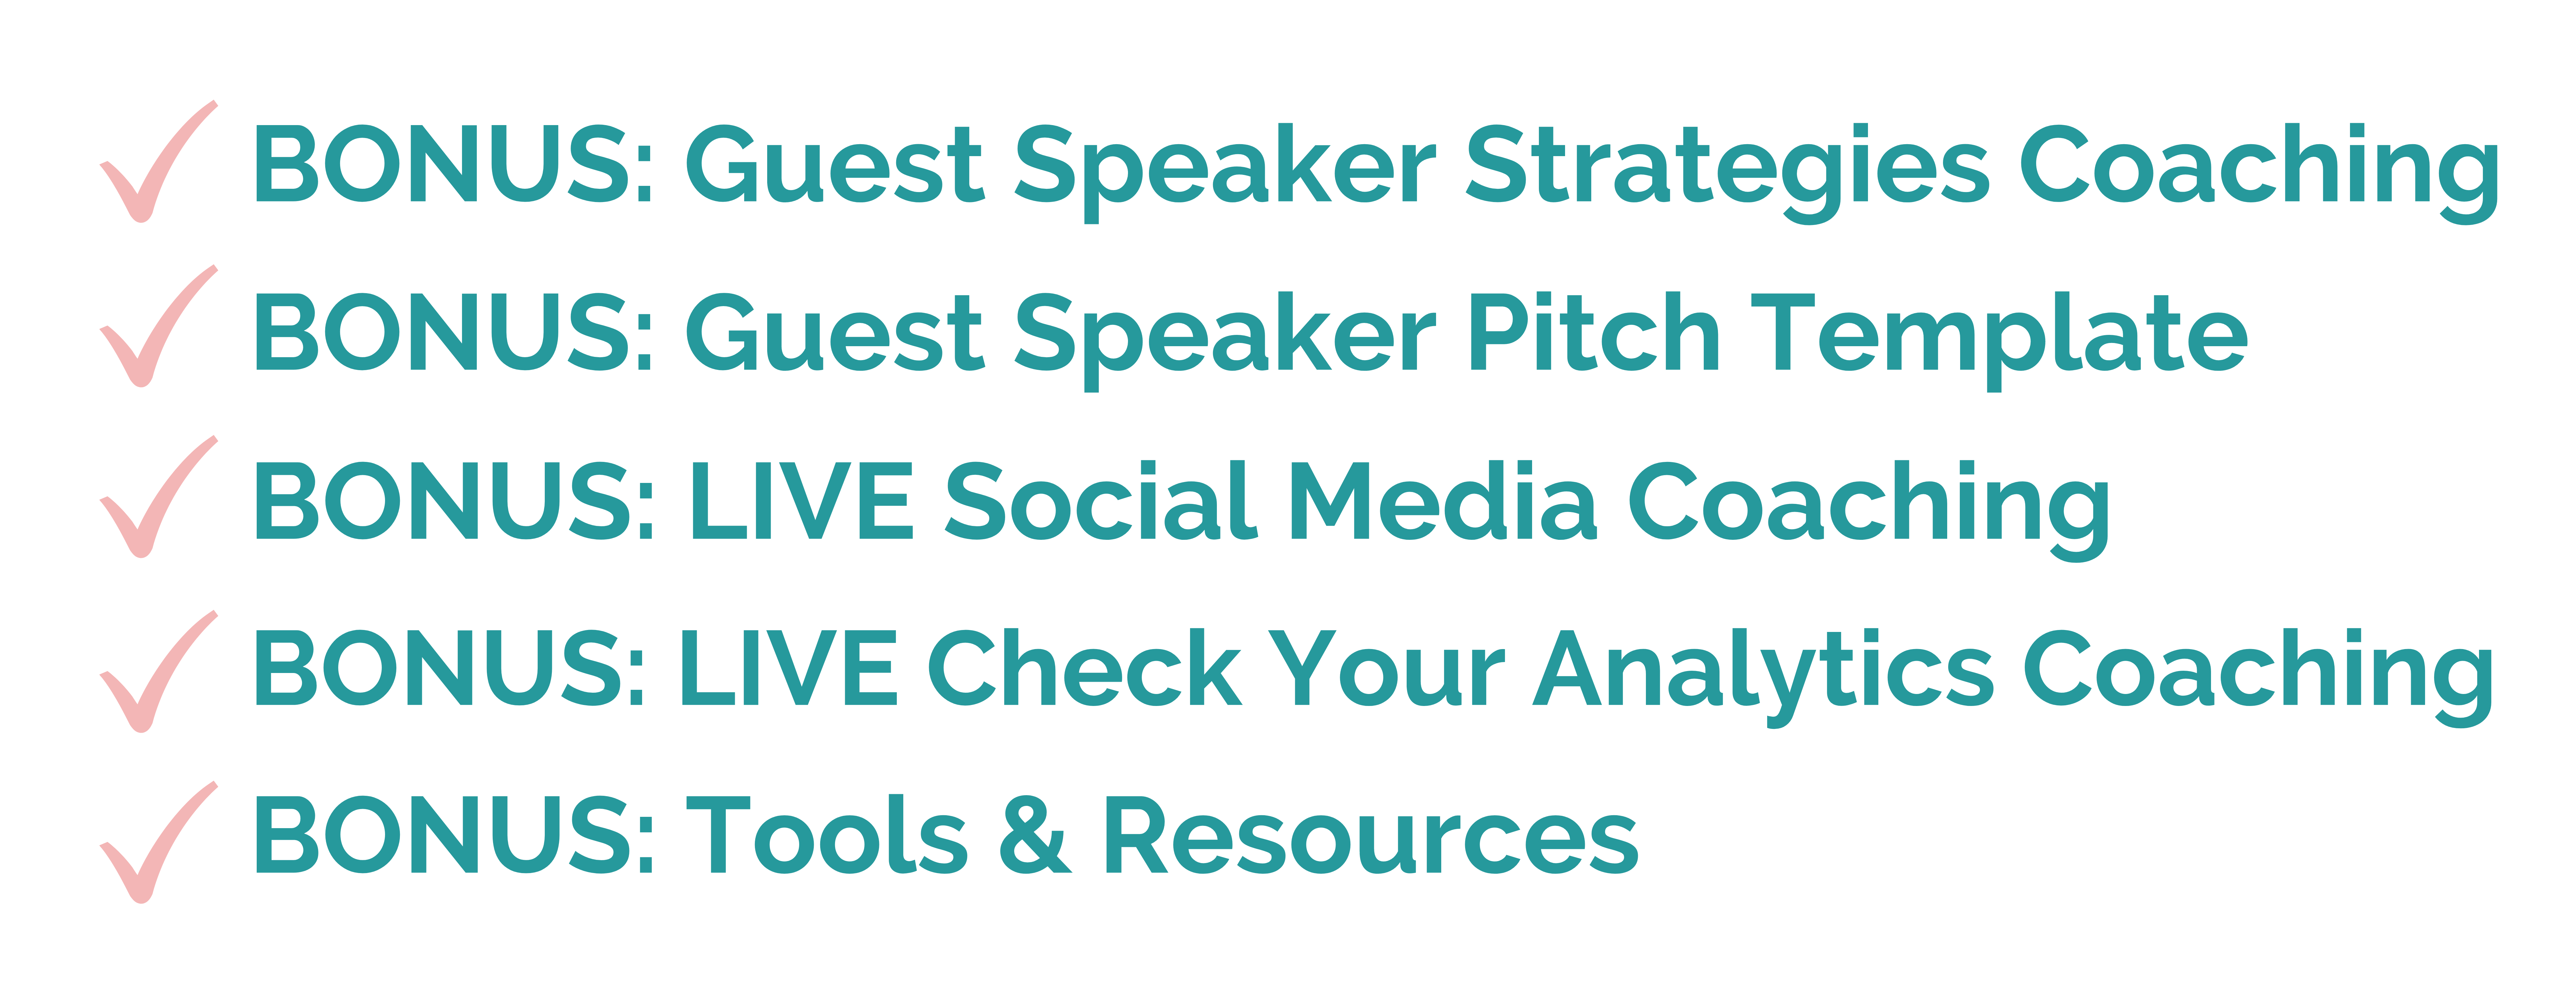 BONUS: Guest Speaker Strategies Coaching
BONUS: Guest Speaker Pitch Template
BONUS: LIVE Social Media Coaching
BONUS: LIVE Check Your Analytics Coaching
BONUS: Tools & Resources